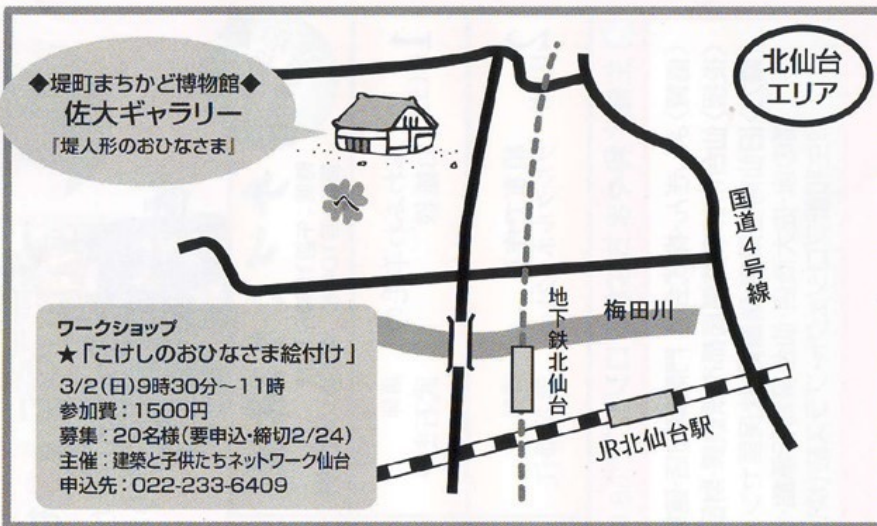 ◆堤町まちかど博物館◆
佐大ギャラリー
『堤人形のおひなさま』
北仙台
エリア
へ
国道4号線
地下鉄北仙台
梅田川
JR北仙台駅
ワークショップ
★「こけしのおひなさま絵付け」
3/2(日)9時30分～11時
参加費：1500円
募集：20名様(要申込・締切2/24)
主催：建築と子供たちネットワーク仙台
申込先：022-233-6409